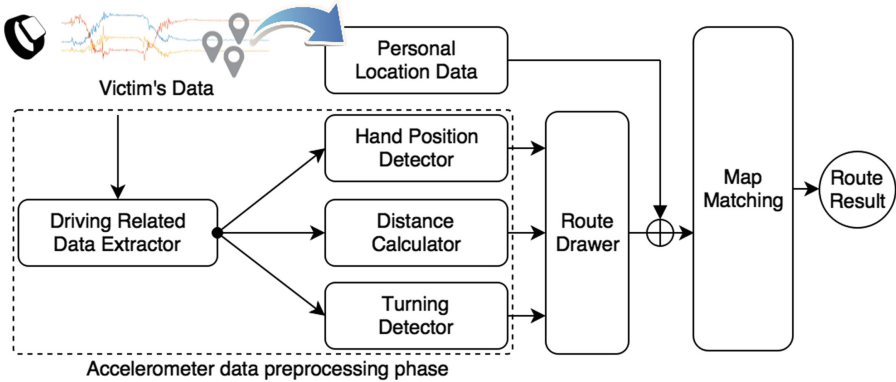 Victim's Data
Personal
Location Data
Hand Position
Detector
Driving Related
Data Extractor
Distance
Calculator
Turning
Detector
Route
Drawer
Map
Matching
Route
Result
Accelerometer data preprocessing phase